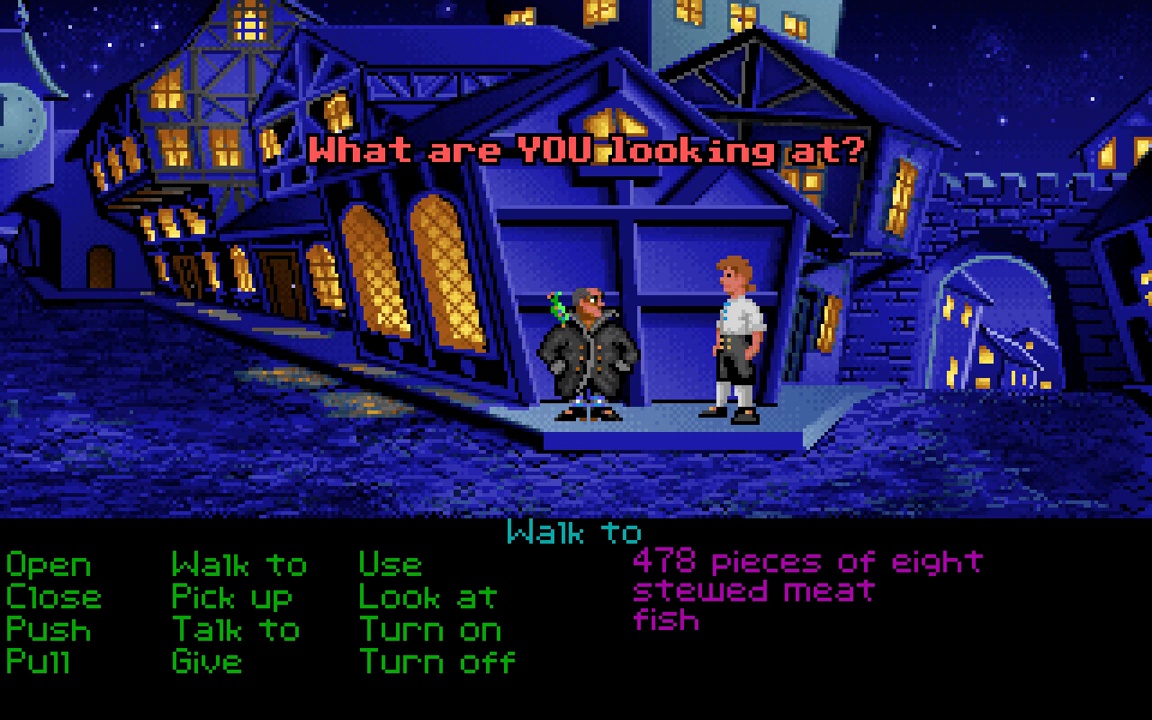 What are YOU looking at?
Walk to
Open Walk to Use 478 pieces of eight
Close Pick up Look at stewed meat
Push Talk to Turn on fish
Pull Give Turn off